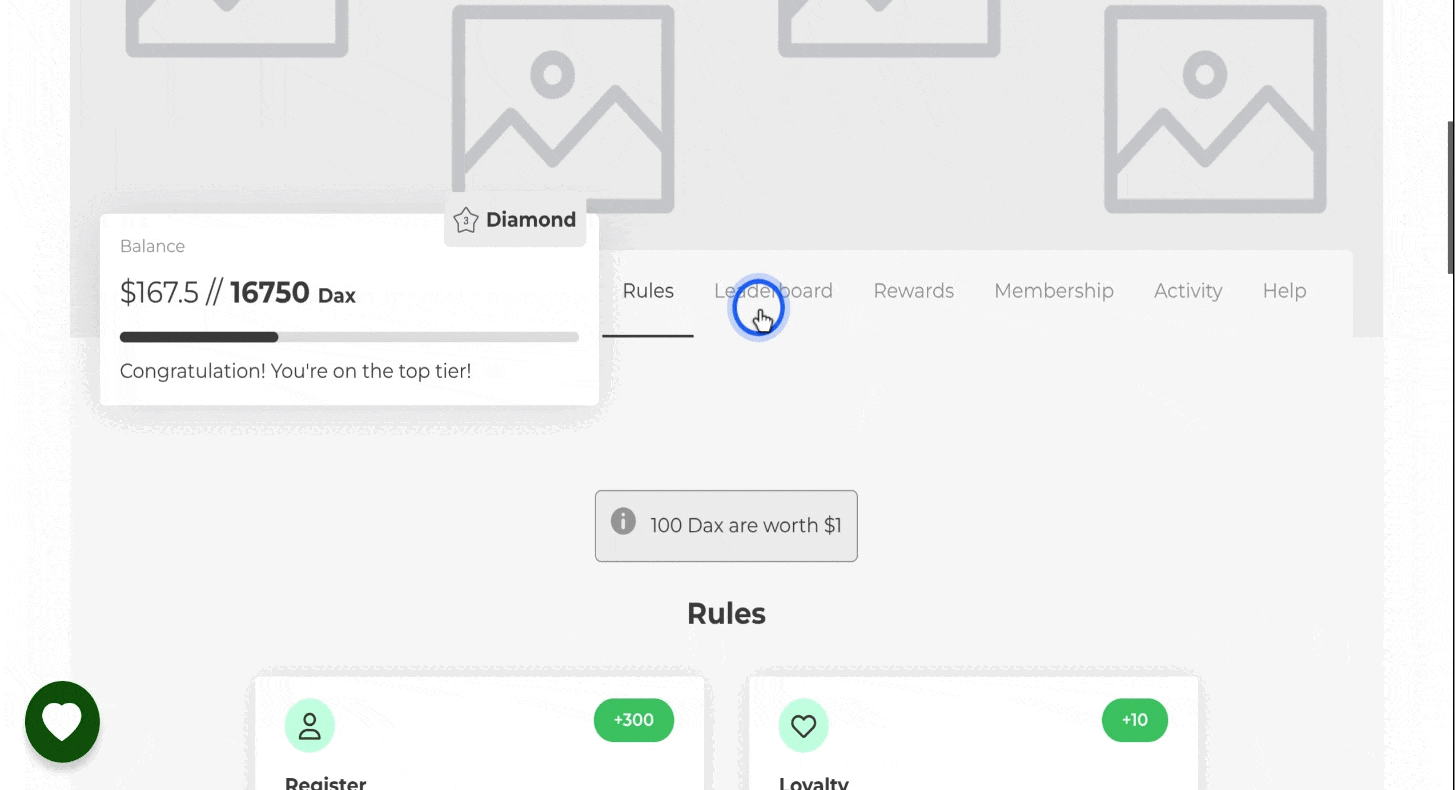 3 Diamond
Balance
$167.5 // 16750 Dax
Congratulation! You're on the top tier!
Rules Leaderboard Rewards Membership Activity Help
100 Dax are worth $1
Rules
+300
Register
+10
Loyalty